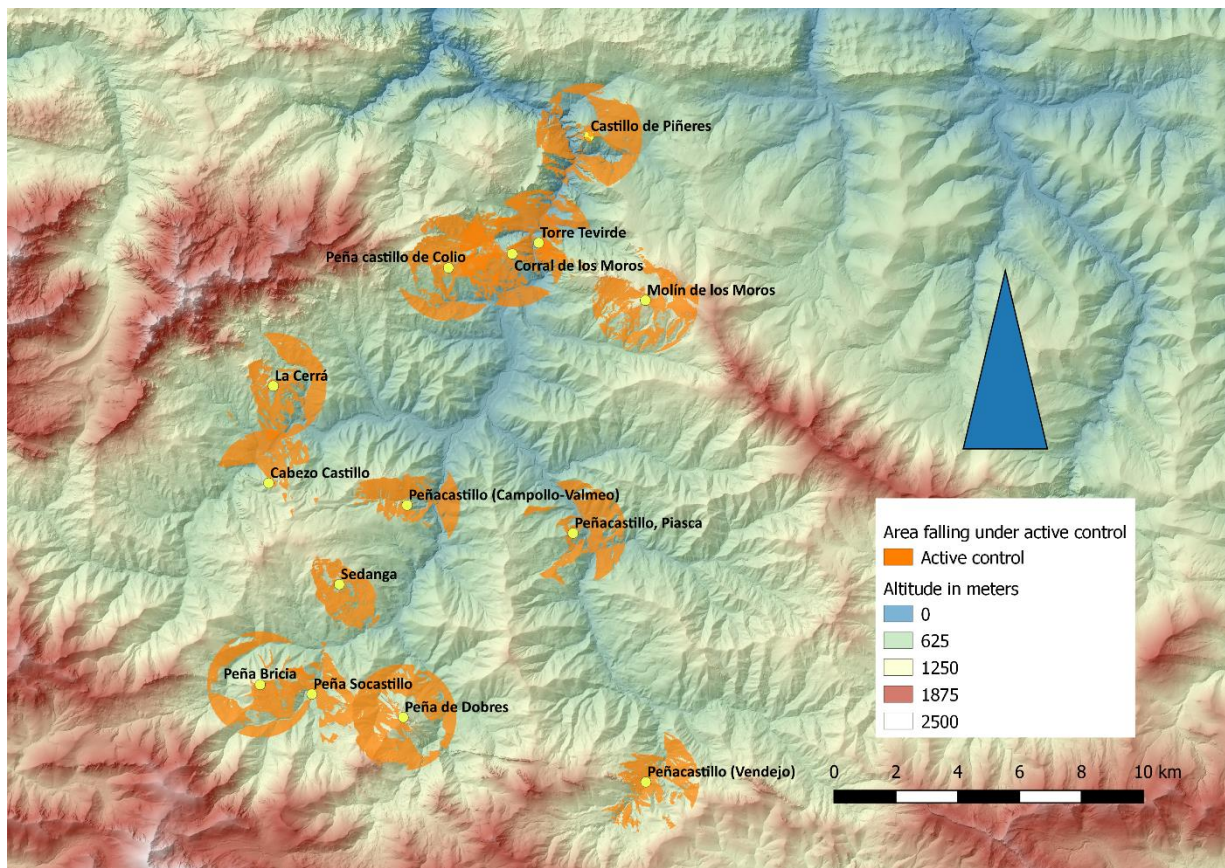 Castillo de Piñeres
Torre Tevirde
Peña castillo de Colio
Corral de los Moros
Molín de los Moros
La Cerrá
Cabezo Castillo
Peñacastillo (Campollo-Valmeo)
Peñacastillo, Piasca
Sedanga
Peña Bricia
Peña Socastillo
Peña de Dobres
Peñacastillo (Vendejo)
Area falling under active control
Active control
Altitude in meters
0
625
1250
1875
2500
0 2 4 6 8 10 km